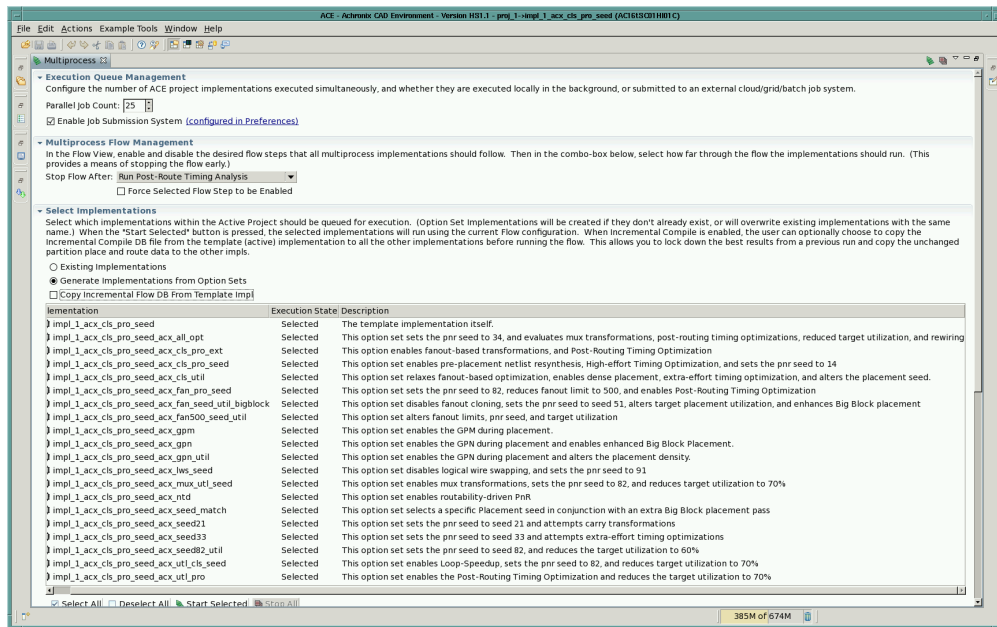 ACE - Achronix CAD Environment - Version HS1.1 - proj_1->impl_1_acx_cls_pro_seed (AC16tSC01HI01C)
File Edit Actions Example Tools Window Help
Multiprocess
Execution Queue Management
Configure the number of ACE project implementations executed simultaneously, and whether they are executed locally in the background, or submitted to an external cloud/grid/batch job system.
Parallel Job Count: 25
Enable Job Submission System (configured in Preferences)
Multiprocess Flow Management
In the Flow View, enable and disable the desired flow steps that all multiprocess implementations should follow. Then in the combo-box below, select how far through the flow the implementations should run. (This
provides a means of stopping the flow early.)
Stop Flow After: Run Post-Route Timing Analysis
Force Selected Flow Step to be Enabled
Select Implementations
Select which implementations within the Active Project should be queued for execution. (Option Set Implementations will be created if they don't already exist, or will overwrite existing implementations with the same
name.) When the "Start Selected" button is pressed, the selected implementations will run using the current Flow configuration. When Incremental Compile is enabled, the user can optionally choose to copy the
Incremental Compile DB file from the template (active) implementation to all the other implementations before running the flow. This allows you to lock down the best results from a previous run and copy the unchanged
partition place and route data to the other impls.
Existing Implementations
Generate Implementations from Option Sets
Copy Incremental Flow DB From Template Impl
lementation Execution State Description
impl_1_acx_cls_pro_seed Selected The template implementation itself.
impl_1_acx_cls_pro_seed_acx_all_opt Selected This option set sets the pnr seed to 34, and evaluates mux transformations, post-routing timing optimizations, reduced target utilization, and rewiring
impl_1_acx_cls_pro_seed_acx_cls_pro_ext Selected This option enables fanout-based transformations, and Post-Routing Timing Optimization
impl_1_acx_cls_pro_seed_acx_cls_pro_seed Selected This option set enables pre-placement netlist resynthesis, High-effort Timing Optimization, and sets the pnr seed to 14
impl_1_acx_cls_pro_seed_acx_cls_util Selected This option set relaxes fanout-based optimization, enables dense placement, extra-effort timing optimization, and alters the placement seed.
impl_1_acx_cls_pro_seed_acx_fan_pro_seed Selected This option set sets the pnr seed to 82, reduces fanout limit to 500, and enables Post-Routing Timing Optimization
impl_1_acx_cls_pro_seed_acx_fan_seed_util_bigblock Selected This option set disables fanout cloning, sets the pnr seed to seed 51, alters target placement utilization, and enhances Big Block placement
impl_1_acx_cls_pro_seed_acx_fan500_seed_util Selected This option set alters fanout limits, pnr seed, and target utilization
impl_1_acx_cls_pro_seed_acx_gpm Selected This option set enables the GPM during placement.
impl_1_acx_cls_pro_seed_acx_gpn Selected This option set enables the GPN during placement and enables enhanced Big Block Placement.
impl_1_acx_cls_pro_seed_acx_gpn_util Selected This option set enables the GPN during placement and alters the placement density.
impl_1_acx_cls_pro_seed_acx_lws_seed Selected This option set disables logical wire swapping, and sets the pnr seed to 91
impl_1_acx_cls_pro_seed_acx_mux_utl_seed Selected This option set enables mux transformations, sets the pnr seed to 82, and reduces target utilization to 70%
impl_1_acx_cls_pro_seed_acx_ntd Selected This option set enables routability-driven PnR
impl_1_acx_cls_pro_seed_acx_seed_match Selected This option set selects a specific Placement seed in conjunction with an extra Big Block placement pass
impl_1_acx_cls_pro_seed_acx_seed21 Selected This option set sets the pnr seed to seed 21 and attempts carry transformations
impl_1_acx_cls_pro_seed_acx_seed33 Selected This option set sets the pnr seed to seed 33 and attempts extra-effort timing optimizations
impl_1_acx_cls_pro_seed_acx_seed82_util Selected This option set sets the pnr seed to seed 82, and reduces the target utilization to 60%
impl_1_acx_cls_pro_seed_acx_utl_cls_seed Selected This option set enables Loop-Speedup, sets the pnr seed to 82, and reduces target utilization to 70%
impl_1_acx_cls_pro_seed_acx_utl_pro Selected This option set enables the Post-Routing Timing Optimization and reduces the target utilization to 70%
Select All Deselect All Start Selected Stop All
385M of 674M